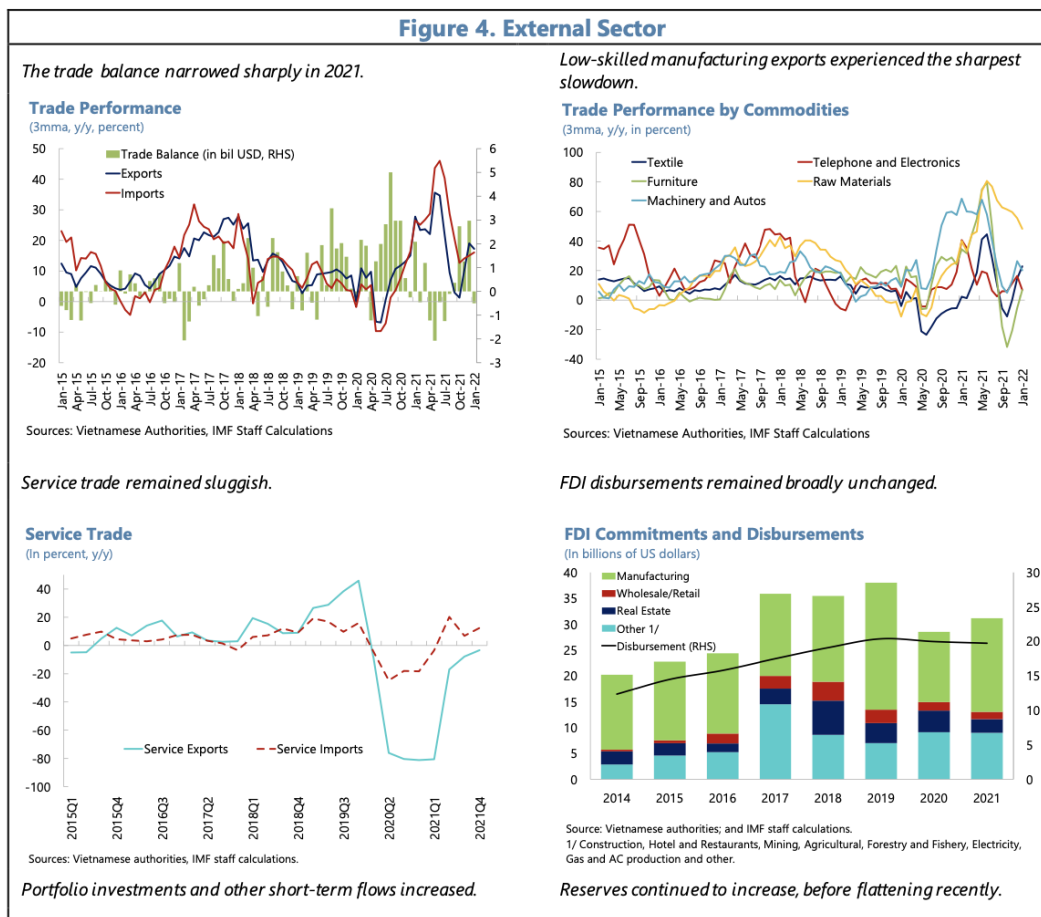 Figure 4. External Sector
The trade balance narrowed sharply in 2021.
Trade Performance
(3mma, y/y, percent)
Trade Balance (in bil USD, RHS)
Exports
Imports
50
40
30
20
10
0
-10
-20
6
5
4
3
2
1
0
-1
-2
-3
Jan-15
Apr-15
Jul-15
Oct-15
Jan-16
Apr-16
Jul-16
Oct-16
Jan-17
Apr-17
Jul-17
Oct-17
Jan-18
Apr-18
Jul-18
Oct-18
Jan-19
Apr-19
Jul-19
Oct-19
Jan-20
Apr-20
Jul-20
Oct-20
Jan-21
Apr-21
Jul-21
Oct-21
Jan-22
Sources: Vietnamese Authorities, IMF Staff Calculations
Low-skilled manufacturing exports experienced the sharpest
slowdown.
Trade Performance by Commodities
(3mma, y/y, in percent)
Textile
Telephone and Electronics
Furniture
Raw Materials
Machinery and Autos
100
80
60
40
20
0
-20
-40
Jan-15
May-15
Sep-15
Jan-16
May-16
Sep-16
Jan-17
May-17
Sep-17
Jan-18
May-18
Sep-18
Jan-19
May-19
Sep-19
Jan-20
May-20
Sep-20
Jan-21
May-21
Sep-21
Jan-22
Sources: Vietnamese Authorities, IMF Staff Calculations
Service trade remained sluggish.
Service Trade
(In percent, y/y)
40
20
0
-20
-40
-60
-80
-100
Service Exports
Service Imports
2015Q1
2015Q4
2016Q3
2017Q2
2018Q1
2018Q4
2019Q3
2020Q2
2021Q1
2021Q4
Sources: Vietnamese authorities, IMF staff calculations.
FDI disbursements remained broadly unchanged.
FDI Commitments and Disbursements
(In billions of US dollars)
Manufacturing
Wholesale/Retail
Real Estate
Other 1/
Disbursement (RHS)
40
35
30
25
20
15
10
5
0
30
25
20
15
10
5
0
2014
2015
2016
2017
2018
2019
2020
2021
Source: Vietnamese authorities; and IMF staff calculations.
1/ Construction, Hotel and Restaurants, Mining, Agricultural, Forestry and Fishery, Electricity,
Gas and AC production and other.
Portfolio investments and other short-term flows increased.
Reserves continued to increase, before flattening recently.